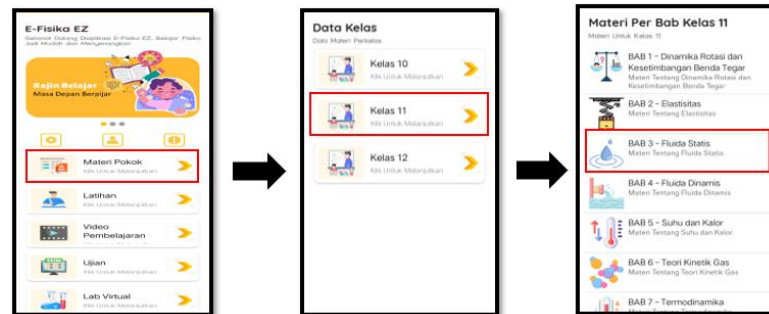 E-Fisika EZ
Selamat Datang Diaplikasi E-Fisika EZ, Belajar Fisika
Jadi Mudah dan Menyenangkan
Rajin Belajar
Masa Depan Berpijar
Materi Pokok
Klik Untuk Melanjutkan
Latihan
Klik Untuk Melanjutkan
Video
Pembelajaran
Ujian
Klik Untuk Melanjutkan
Lab Virtual
Klik Untuk Melanjutkan
Data Kelas
Data Materi Perkelas
Kelas 10
Klik Untuk Melanjutkan
Kelas 11
Klik Untuk Melanjutkan
Kelas 12
Klik Untuk Melanjutkan
Materi Per Bab Kelas 11
Materi Untuk Kelas 11
BAB 1 - Dinamika Rotasi dan
Kesetimbangan Benda Tegar
Materi Tentang Dinamika Rotasi dan
Kesetimbangan Benda Tegar
BAB 2 - Elastisitas
Materi Tentang Elastisitas
BAB 3 - Fluida Statis
Materi Tentang Fluida Statis
BAB 4 - Fluida Dinamis
Materi Tentang Fluida Dinamis
BAB 5 - Suhu dan Kalor
Materi Tentang Suhu dan Kalor
BAB 6 - Teori Kinetik Gas
Materi Tentang Teori Kinetik Gas
BAB 7 - Termodinamika
Materi Tentang Termodinamika